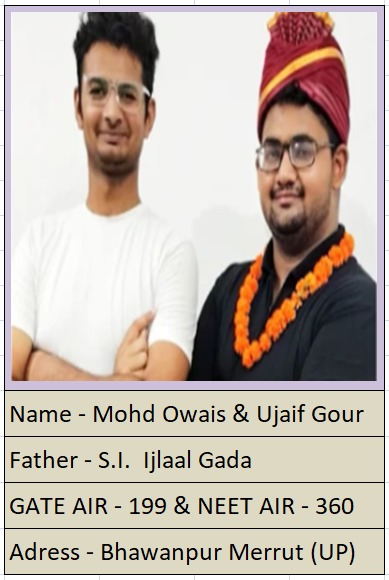 Name - Mohd Owais & Ujaif Gour
Father - S.I. Ijlaal Gada
GATE AIR - 199 & NEET AIR - 360
Adress - Bhawanpur Merrut (UP)